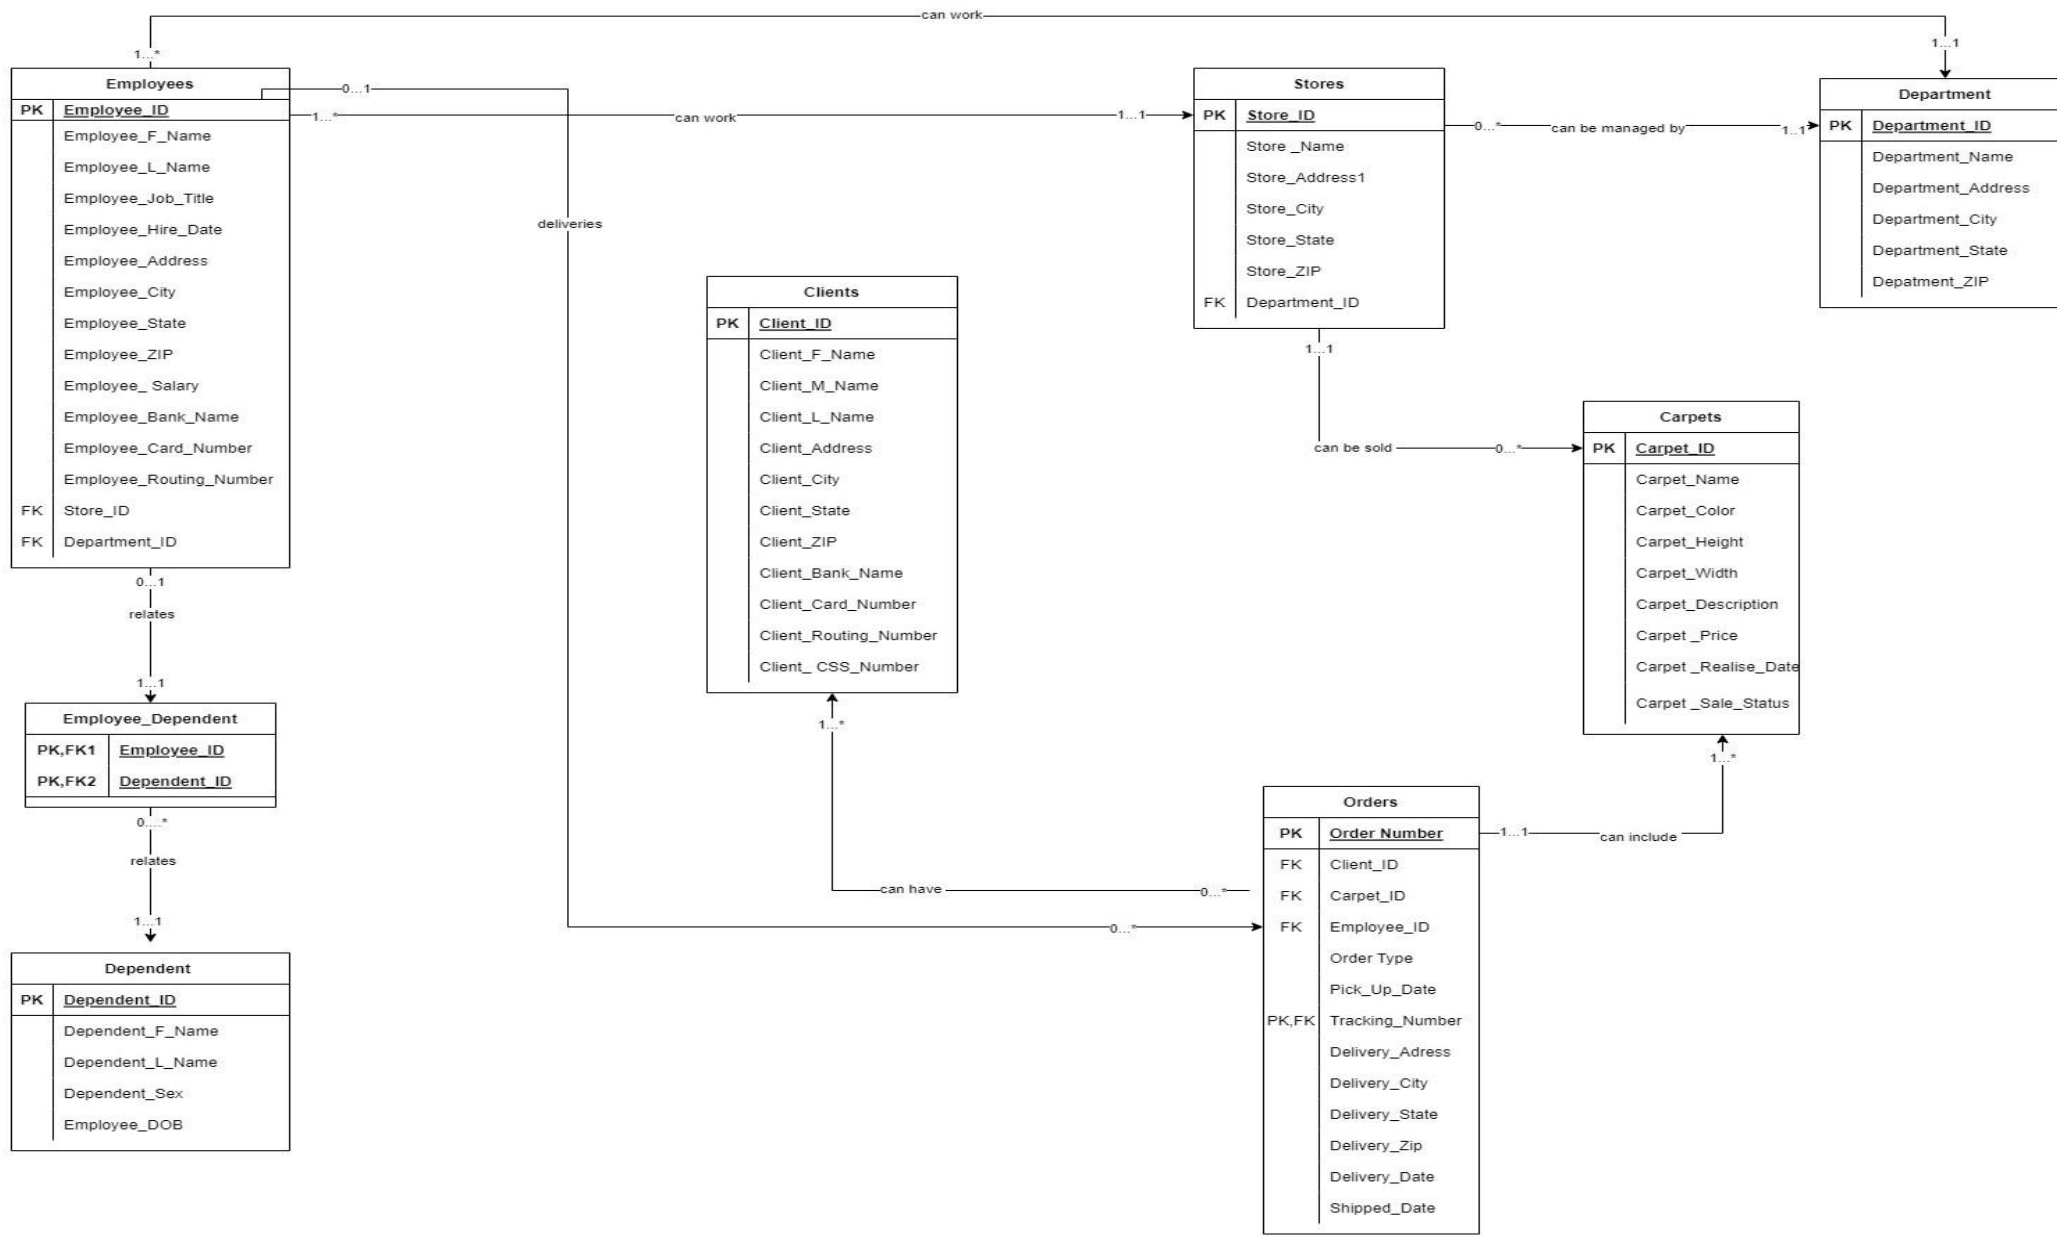 can work
1...*
1...1
Employees
PK Employee_ID
Employee_F_Name
Employee_L_Name
Employee_Job_Title
Employee_Hire_Date
Employee_Address
Employee_City
Employee_State
Employee_ZIP
Employee_ Salary
Employee_Bank_Name
Employee_Card_Number
Employee_Routing_Number
FK Store_ID
FK Department_ID
0...1
1...*
can work
1...1
deliveries
Stores
PK Store_ID
Store _Name
Store_Address1
Store_City
Store_State
Store_ZIP
FK Department_ID
0...*
can be managed by
1..1
Department
PK Department_ID
Department_Name
Department_Address
Department_City
Department_State
Depatment_ZIP
Clients
PK Client_ID
Client_F_Name
Client_M_Name
Client_L_Name
Client_Address
Client_City
Client_State
Client_ZIP
Client_Bank_Name
Client_Card_Number
Client_Routing_Number
Client_ CSS_Number
1...1
can be sold
0...*
Carpets
PK Carpet_ID
Carpet_Name
Carpet_Color
Carpet_Height
Carpet_Width
Carpet_Description
Carpet _Price
Carpet _Realise_Date
Carpet _Sale_Status
0...1
relates
1...1
Employee_Dependent
PK,FK1 Employee_ID
PK,FK2 Dependent_ID
0....*
relates
1...1
Dependent
PK Dependent_ID
Dependent_F_Name
Dependent_L_Name
Dependent_Sex
Employee_DOB
1...*
can have
0...*
0...*
1...*
1...1
can include
Orders
PK Order Number
FK Client_ID
FK Carpet_ID
FK Employee_ID
Order Type
Pick_Up_Date
PK,FK Tracking_Number
Delivery_Adress
Delivery_City
Delivery_State
Delivery_Zip
Delivery_Date
Shipped_Date